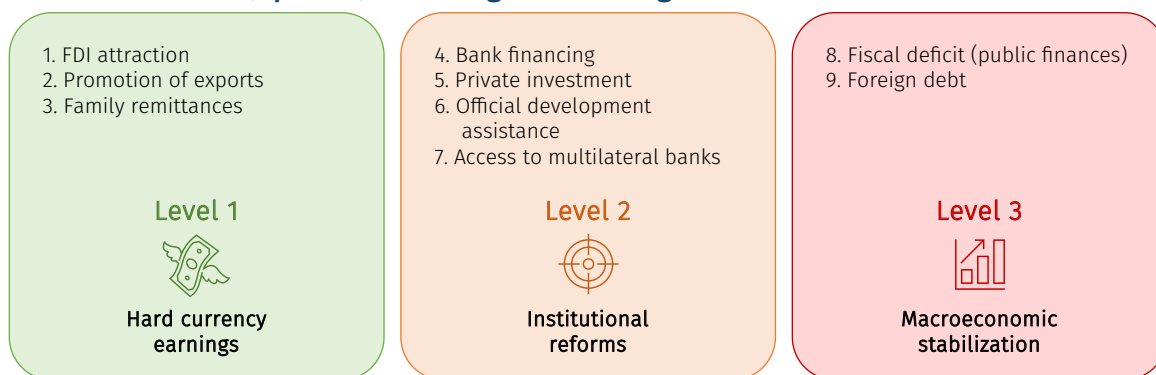 1. FDI attraction
2. Promotion of exports
3. Family remittances
Level 1
Hard currency
earnings
4. Bank financing
5. Private investment
6. Official development
assistance
7. Access to multilateral banks
Level 2
Institutional
reforms
8. Fiscal deficit (public finances)
9. Foreign debt
Level 3
Macroeconomic
stabilization